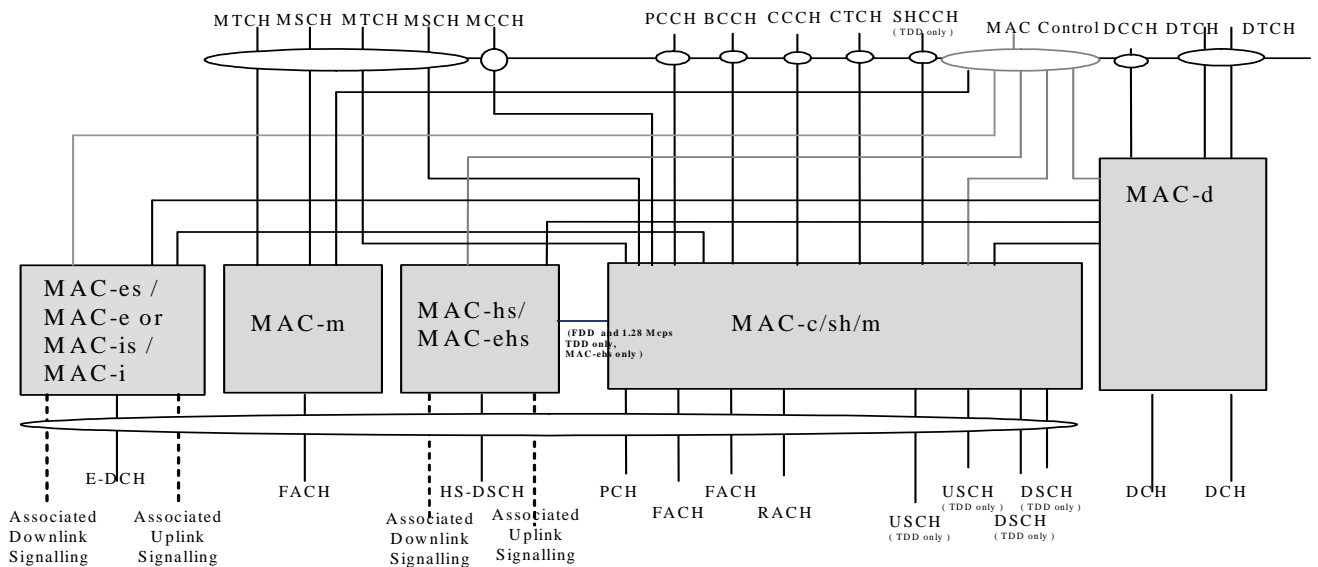 MTCH MSCH MTCH MSCH MCCH
PCCH BCCH CCCH CTCH SHCCH
( TDD only )
MAC Control DCCH DTCH DTCH
MAC-d
MAC-es /
MAC-e or
MAC-is /
MAC-i
MAC-m
MAC-hs/
MAC-ehs
(FDD and 1.28 Mcps
TDD only,
MAC-ehs only )
MAC-c/sh/m
E-DCH
FACH
HS-DSCH
PCH
FACH
FACH
RACH
USCH
( TDD only )
USCH
( TDD only )
DSCH
( TDD only )
DSCH
( TDD only )
DCH
DCH
Associated
Downlink
Signalling
Associated
Uplink
Signalling
Associated
Downlink
Signalling
Associated
Uplink
Signalling